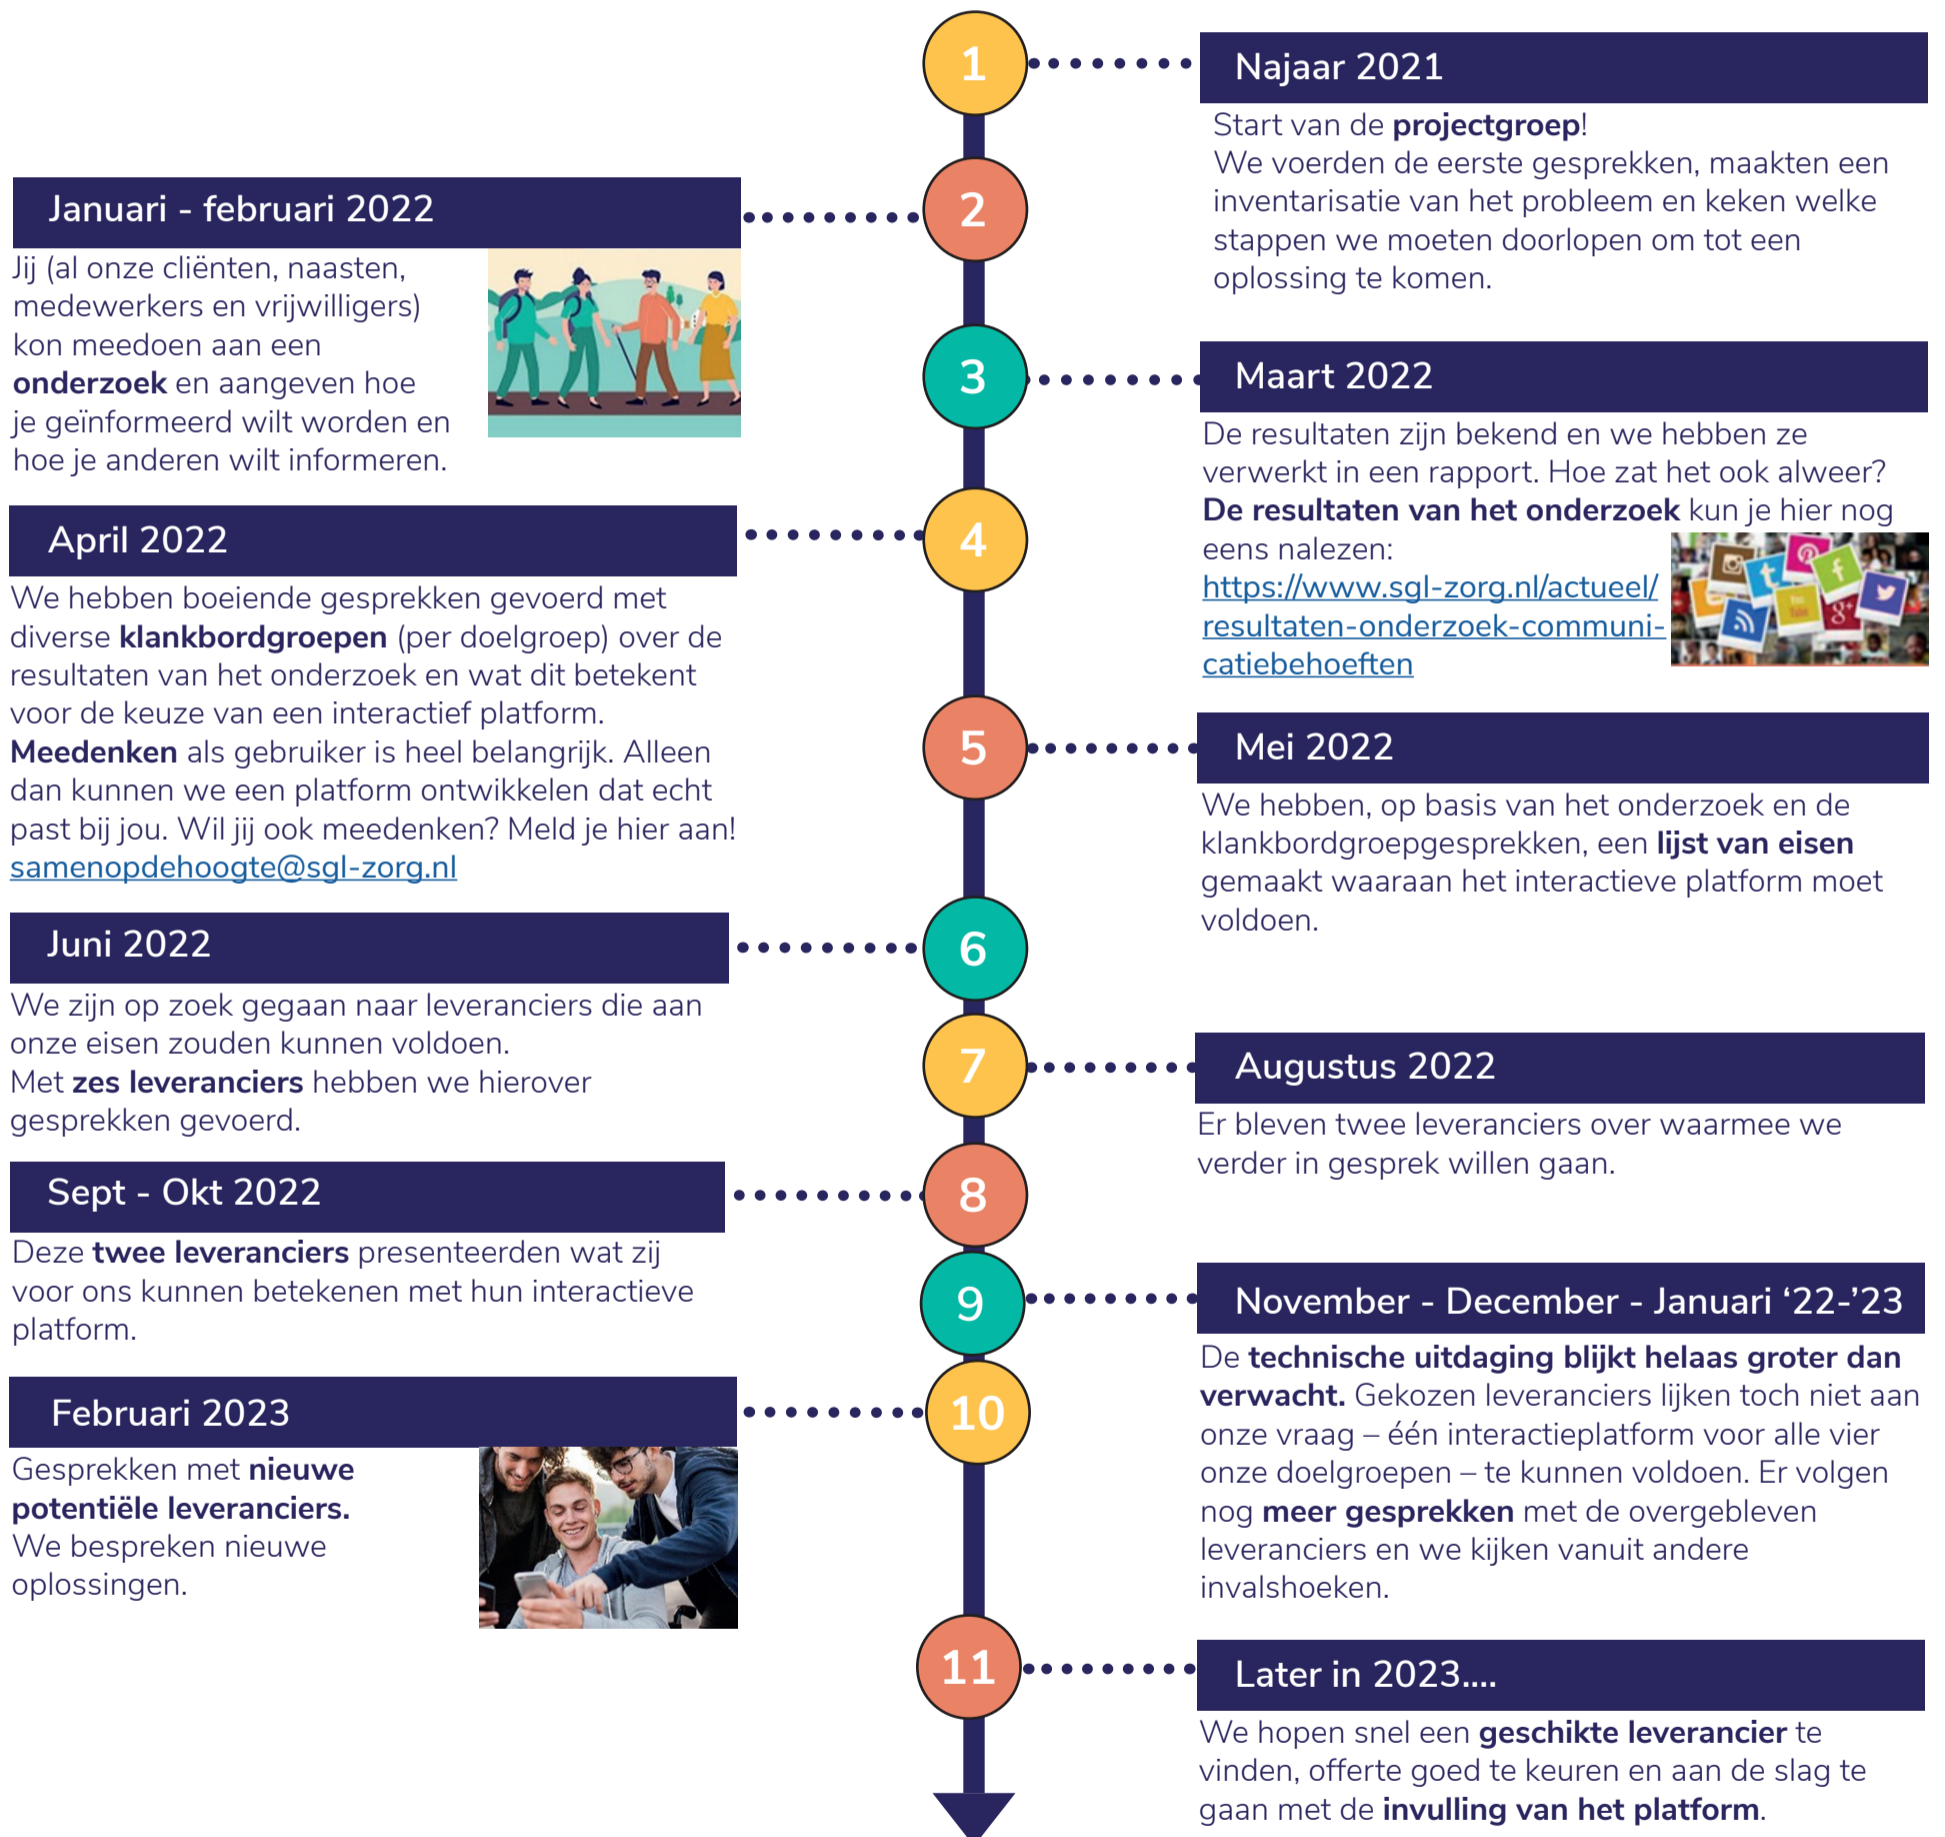 1
Najaar 2021
Start van de projectgroep!
We voerden de eerste gesprekken, maakten een
inventarisatie van het probleem en keken welke
stappen we moeten doorlopen om tot een
oplossing te komen.
2
Januari - februari 2022
Jij (al onze cliënten, naasten,
medewerkers en vrijwilligers)
kon meedoen aan een
onderzoek en aangeven hoe
je geïnformeerd wilt worden en
hoe je anderen wilt informeren.
3
Maart 2022
De resultaten zijn bekend en we hebben ze
verwerkt in een rapport. Hoe zat het ook alweer?
De resultaten van het onderzoek kun je hier nog
eens nalezen:
https://www.sgl-zorg.nl/actueel/
resultaten-onderzoek-communi-
catiebehoeften
4
April 2022
We hebben boeiende gesprekken gevoerd met
diverse klankbordgroepen (per doelgroep) over de
resultaten van het onderzoek en wat dit betekent
voor de keuze van een interactief platform.
Meedenken als gebruiker is heel belangrijk. Alleen
dan kunnen we een platform ontwikkelen dat echt
past bij jou. Wil jij ook meedenken? Meld je hier aan!
samenopdehoogte@sgl-zorg.nl
5
Mei 2022
We hebben, op basis van het onderzoek en de
klankbordgroepgesprekken, een lijst van eisen
gemaakt waaraan het interactieve platform moet
voldoen.
6
Juni 2022
We zijn op zoek gegaan naar leveranciers die aan
onze eisen zouden kunnen voldoen.
Met zes leveranciers hebben we hierover
gesprekken gevoerd.
7
Augustus 2022
Er bleven twee leveranciers over waarmee we
verder in gesprek willen gaan.
8
Sept - Okt 2022
Deze twee leveranciers presenteerden wat zij
voor ons kunnen betekenen met hun interactieve
platform.
9
November - December - Januari ‘22-’23
De technische uitdaging blijkt helaas groter dan
verwacht. Gekozen leveranciers lijken toch niet aan
onze vraag – één interactieplatform voor alle vier
onze doelgroepen – te kunnen voldoen. Er volgen
nog meer gesprekken met de overgebleven
leveranciers en we kijken vanuit andere
invalshoeken.
10
Februari 2023
Gesprekken met nieuwe
potentiële leveranciers.
We bespreken nieuwe
oplossingen.
11
Later in 2023....
We hopen snel een geschikte leverancier te
vinden, offerte goed te keuren en aan de slag te
gaan met de invulling van het platform.